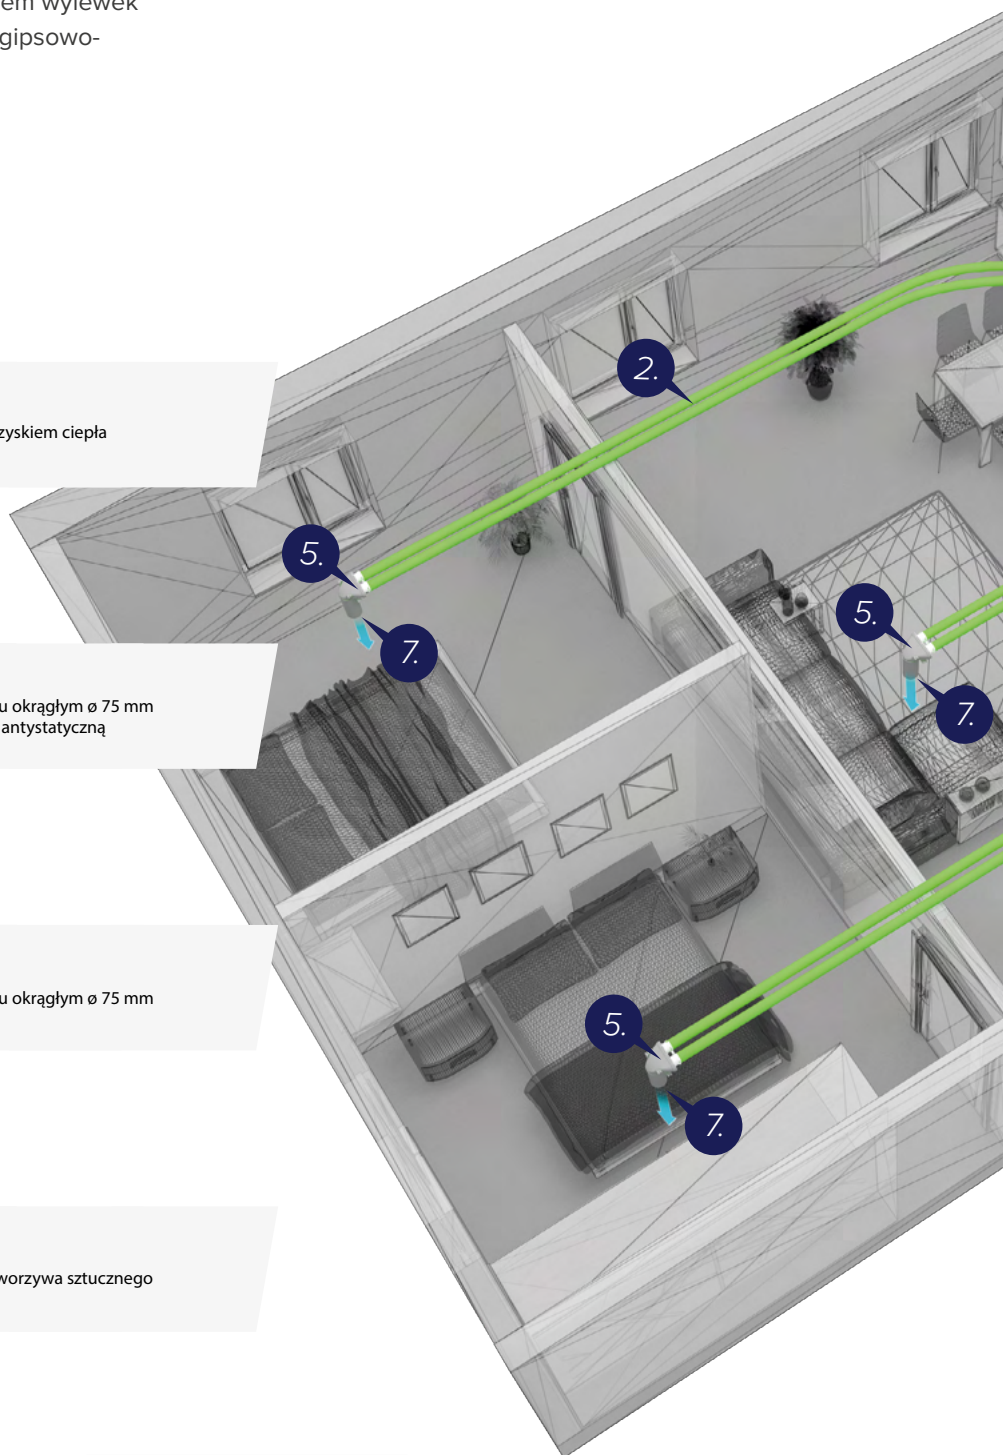 em wylewek
gipsowo-
zyskiem ciepła
u okrągłym ø 75 mm
antystatyczną
u okrągłym ø 75 mm
worzywa sztucznego
2.
5.
7.
5.
7.
5.
7.